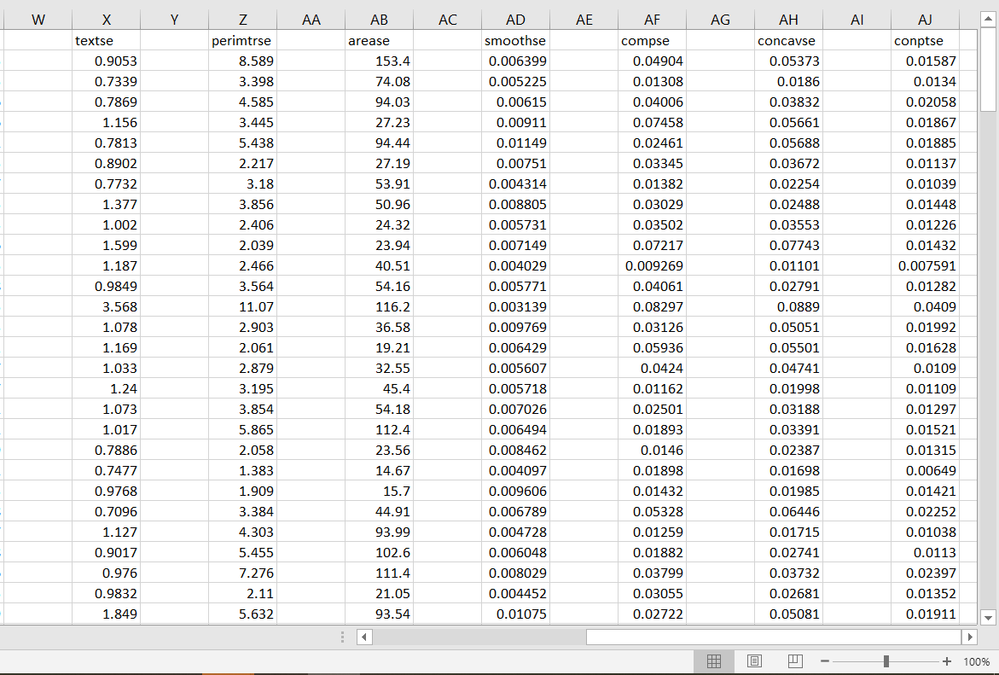 W X Y Z AA AB AC AD AE AF AG AH AI AJ
textse perimtrse arease smoothse compse concavse conptse
0.9053 8.589 153.4 0.006399 0.04904 0.05373 0.01587
0.7339 3.398 74.08 0.005225 0.01308 0.0186 0.0134
0.7869 4.585 94.03 0.00615 0.04006 0.03832 0.02058
1.156 3.445 27.23 0.00911 0.07458 0.05661 0.01867
0.7813 5.438 94.44 0.01149 0.02461 0.05688 0.01885
0.8902 2.217 27.19 0.00751 0.03345 0.03672 0.01137
0.7732 3.18 53.91 0.004314 0.01382 0.02254 0.01039
1.377 3.856 50.96 0.008805 0.03029 0.02488 0.01448
1.002 2.406 24.32 0.005731 0.03502 0.03553 0.01226
1.599 2.039 23.94 0.007149 0.07217 0.07743 0.01432
1.187 2.466 40.51 0.004029 0.009269 0.01101 0.007591
0.9849 3.564 54.16 0.005771 0.04061 0.02791 0.01282
3.568 11.07 116.2 0.003139 0.08297 0.0889 0.0409
1.078 2.903 36.58 0.009769 0.03126 0.05051 0.01992
1.169 2.061 19.21 0.006429 0.05936 0.05501 0.01628
1.033 2.879 32.55 0.005607 0.0424 0.04741 0.0109
1.24 3.195 45.4 0.005718 0.01162 0.01998 0.01109
1.073 3.854 54.18 0.007026 0.02501 0.03188 0.01297
1.017 5.865 112.4 0.006494 0.01893 0.03391 0.01521
0.7886 2.058 23.56 0.008462 0.0146 0.02387 0.01315
0.7477 1.383 14.67 0.004097 0.01898 0.01698 0.00649
0.9768 1.909 15.7 0.009606 0.01432 0.01985 0.01421
0.7096 3.384 44.91 0.006789 0.05328 0.06446 0.02252
1.127 4.303 93.99 0.004728 0.01259 0.01715 0.01038
0.9017 5.455 102.6 0.006048 0.01882 0.02741 0.0113
0.976 7.276 111.4 0.008029 0.03799 0.03732 0.02397
0.9832 2.11 21.05 0.004452 0.03055 0.02681 0.01352
1.849 5.632 93.54 0.01075 0.02722 0.05081 0.01911
100%